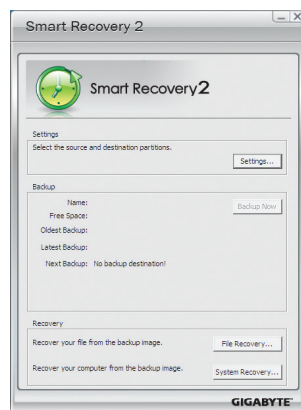 Smart Recovery 2
Smart Recovery2
Settings
Select the source and destination partitions.
Settings...
Backup
Name:
Backup Now
Free Space:
Oldest Backup:
Latest Backup:
Next Backup: No backup destination!
Recovery
Recover your file from the backup image.
File Recovery...
Recover your computer from the backup image.
System Recovery...
GIGABYTE™